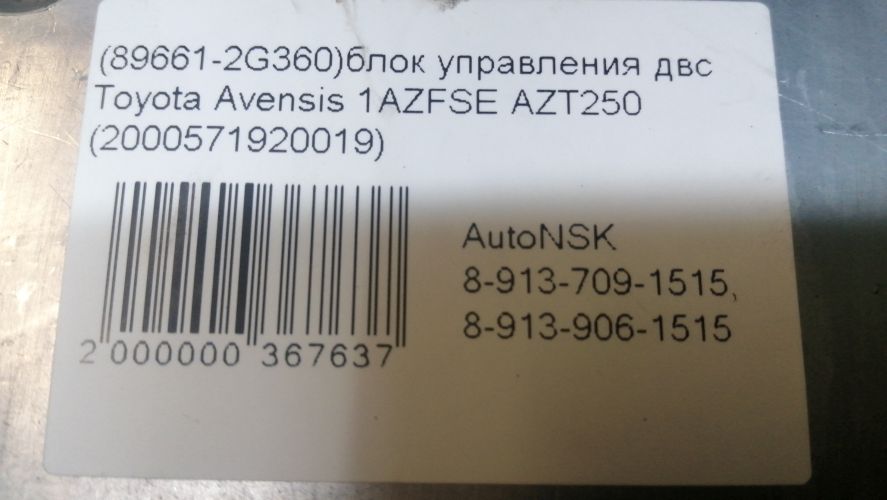 (89661-2G360)блок управления двс
Toyota Avensis 1AZFSE AZT250
(2000571920019)
AutoNSK
8-913-709-1515,
8-913-906-1515
2 000000 367637